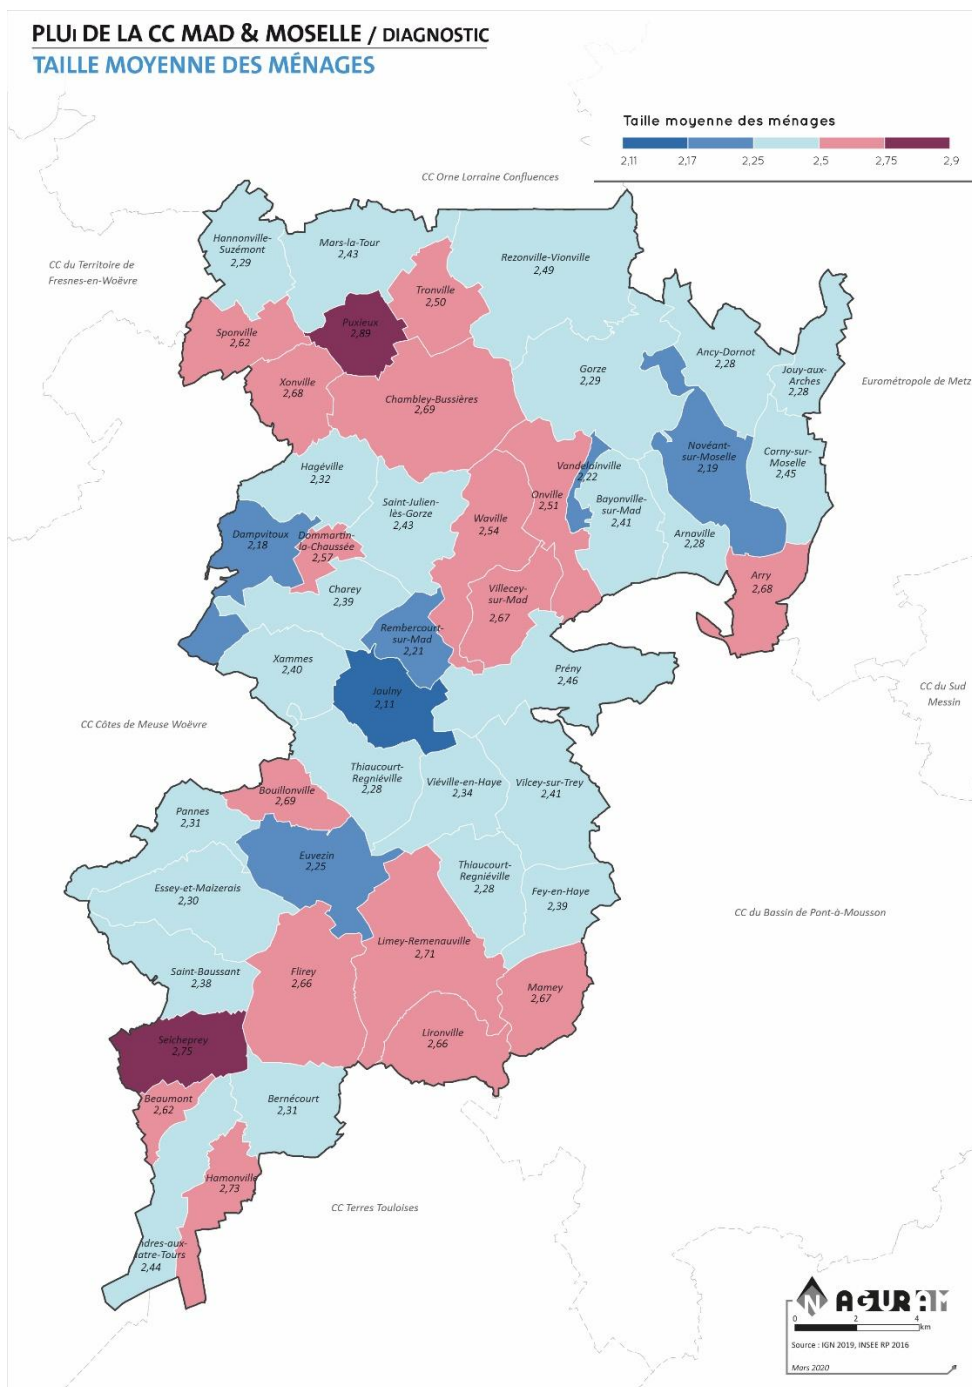 PLUi DE LA CC MAD & MOSELLE / DIAGNOSTIC
TAILLE MOYENNE DES MÉNAGES
Taille moyenne des ménages
2,11 2,17 2,25 2,5 2,75 2,9
CC Orne Lorraine Confluences
CC du Territoire de
Fresnes-en-Woëvre
Hannonville-
Suzémont
2,29
Mars-la-Tour
2,43
Rezonville-Vionville
2,49
Tronville
2,50
Puxieux
2,89
Sponville
2,62
Xonville
2,68
Chambley-Bussières
2,69
Gorze
2,29
Ancy-Dornot
2,28
Jouy-aux-
Arches
2,28
Eurométropole de Metz
Novéant-
sur-Moselle
2,19
Corny-sur-
Moselle
2,45
Hagéville
2,32
Saint-Julien-
lès-Gorze
2,43
Waville
2,54
Onville
2,51
Vandelainville
2,22
Bayonville-
sur-Mad
2,41
Arnaville
2,28
Arry
2,68
Dampvitoux
2,18
Dommartin-
la-Chaussée
2,57
Charey
2,39
Villecey-
sur-Mad
2,67
Rembercourt-
sur-Mad
2,21
Xammes
2,40
Jaulny
2,11
Prény
2,46
CC du Sud
Messin
CC Côtes de Meuse Woëvre
Thiaucourt-
Regniéville
2,28
Viéville-en-Haye
2,34
Vilcey-sur-Trey
2,41
Bouillonville
2,69
Pannes
2,31
Euvezin
2,25
Essey-et-Maizerais
2,30
Thiaucourt-
Regniéville
2,28
Fey-en-Haye
2,39
CC du Bassin de Pont-à-Mousson
Limey-Remenauville
2,71
Saint-Baussant
2,38
Flirey
2,66
Mamey
2,67
Lironville
2,66
Seicheprey
2,75
Beaumont
2,62
Bernécourt
2,31
Hamonville
2,73
CC Terres Touloises
ndres-aux-
atre-Tours
2,44
N AGURAM
0 2 4
km
Source : IGN 2019, INSEE RP 2016
Mars 2020